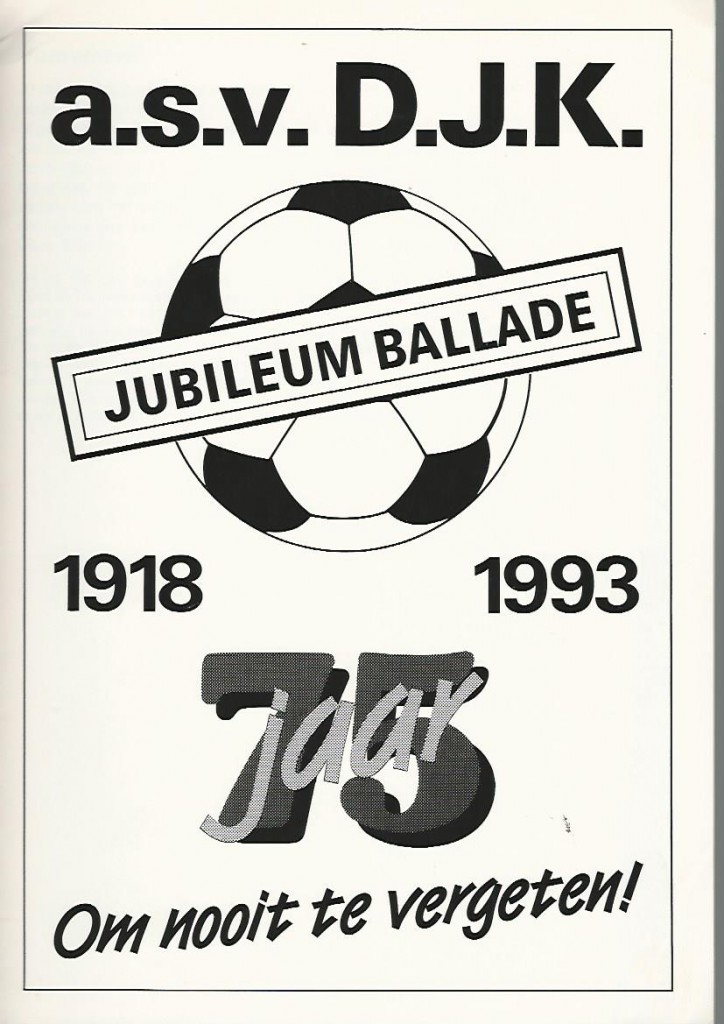 a.s.v. D.J.K.
JUBILEUM BALLADE
1918 1993
75
jaar
Om nooit te vergeten!